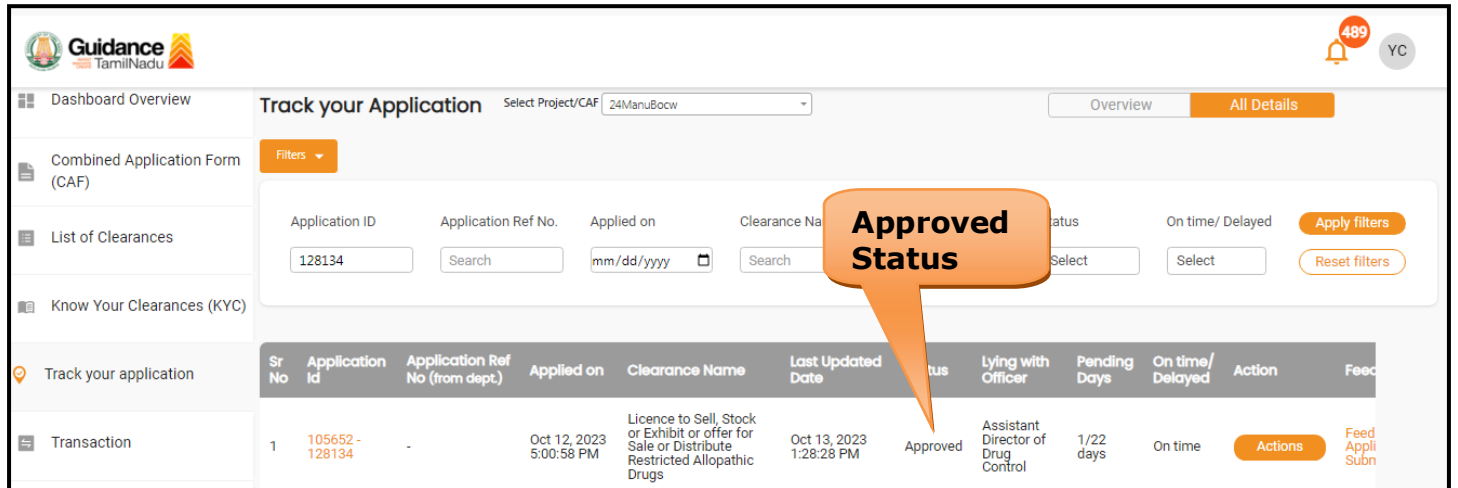 Guidance
TamilNadu
489
YC
Dashboard Overview
Track your Application
Select Project/CAF
24ManuBocw
Overview
All Details
Combined Application Form
(CAF)
Filters
List of Clearances
Application ID
Application Ref No.
Applied on
Clearance Na
Approved
Status
atus
On time/ Delayed
Apply filters
128134
Search
mm/dd/yyyy
Search
Select
Select
Reset filters
Know Your Clearances (KYC)
Track your application
Sr
No
Application
Id
Application Ref
No (from dept.)
Applied on
Clearance Name
Last Updated
Date
tus
Lying with
Officer
Pending
Days
On time/
Delayed
Action
Feed
Transaction
1
105652 -
128134
-
Oct 12, 2023
5:00:58 PM
Licence to Sell, Stock
or Exhibit or offer for
Sale or Distribute
Restricted Allopathic
Drugs
Oct 13, 2023
1:28:28 PM
Approved
Assistant
Director of
Drug
Control
1/22
days
On time
Actions
Feed
Appli
Subm